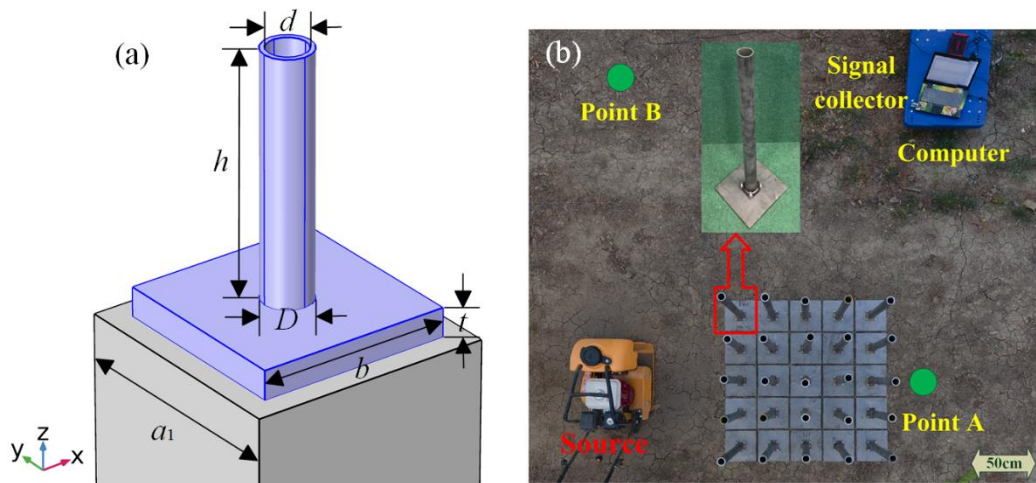 (a)
d
h
D
t
b
a1
y
z
x
(b)
Signal
collector
Point B
Computer
Source
Point A
50cm